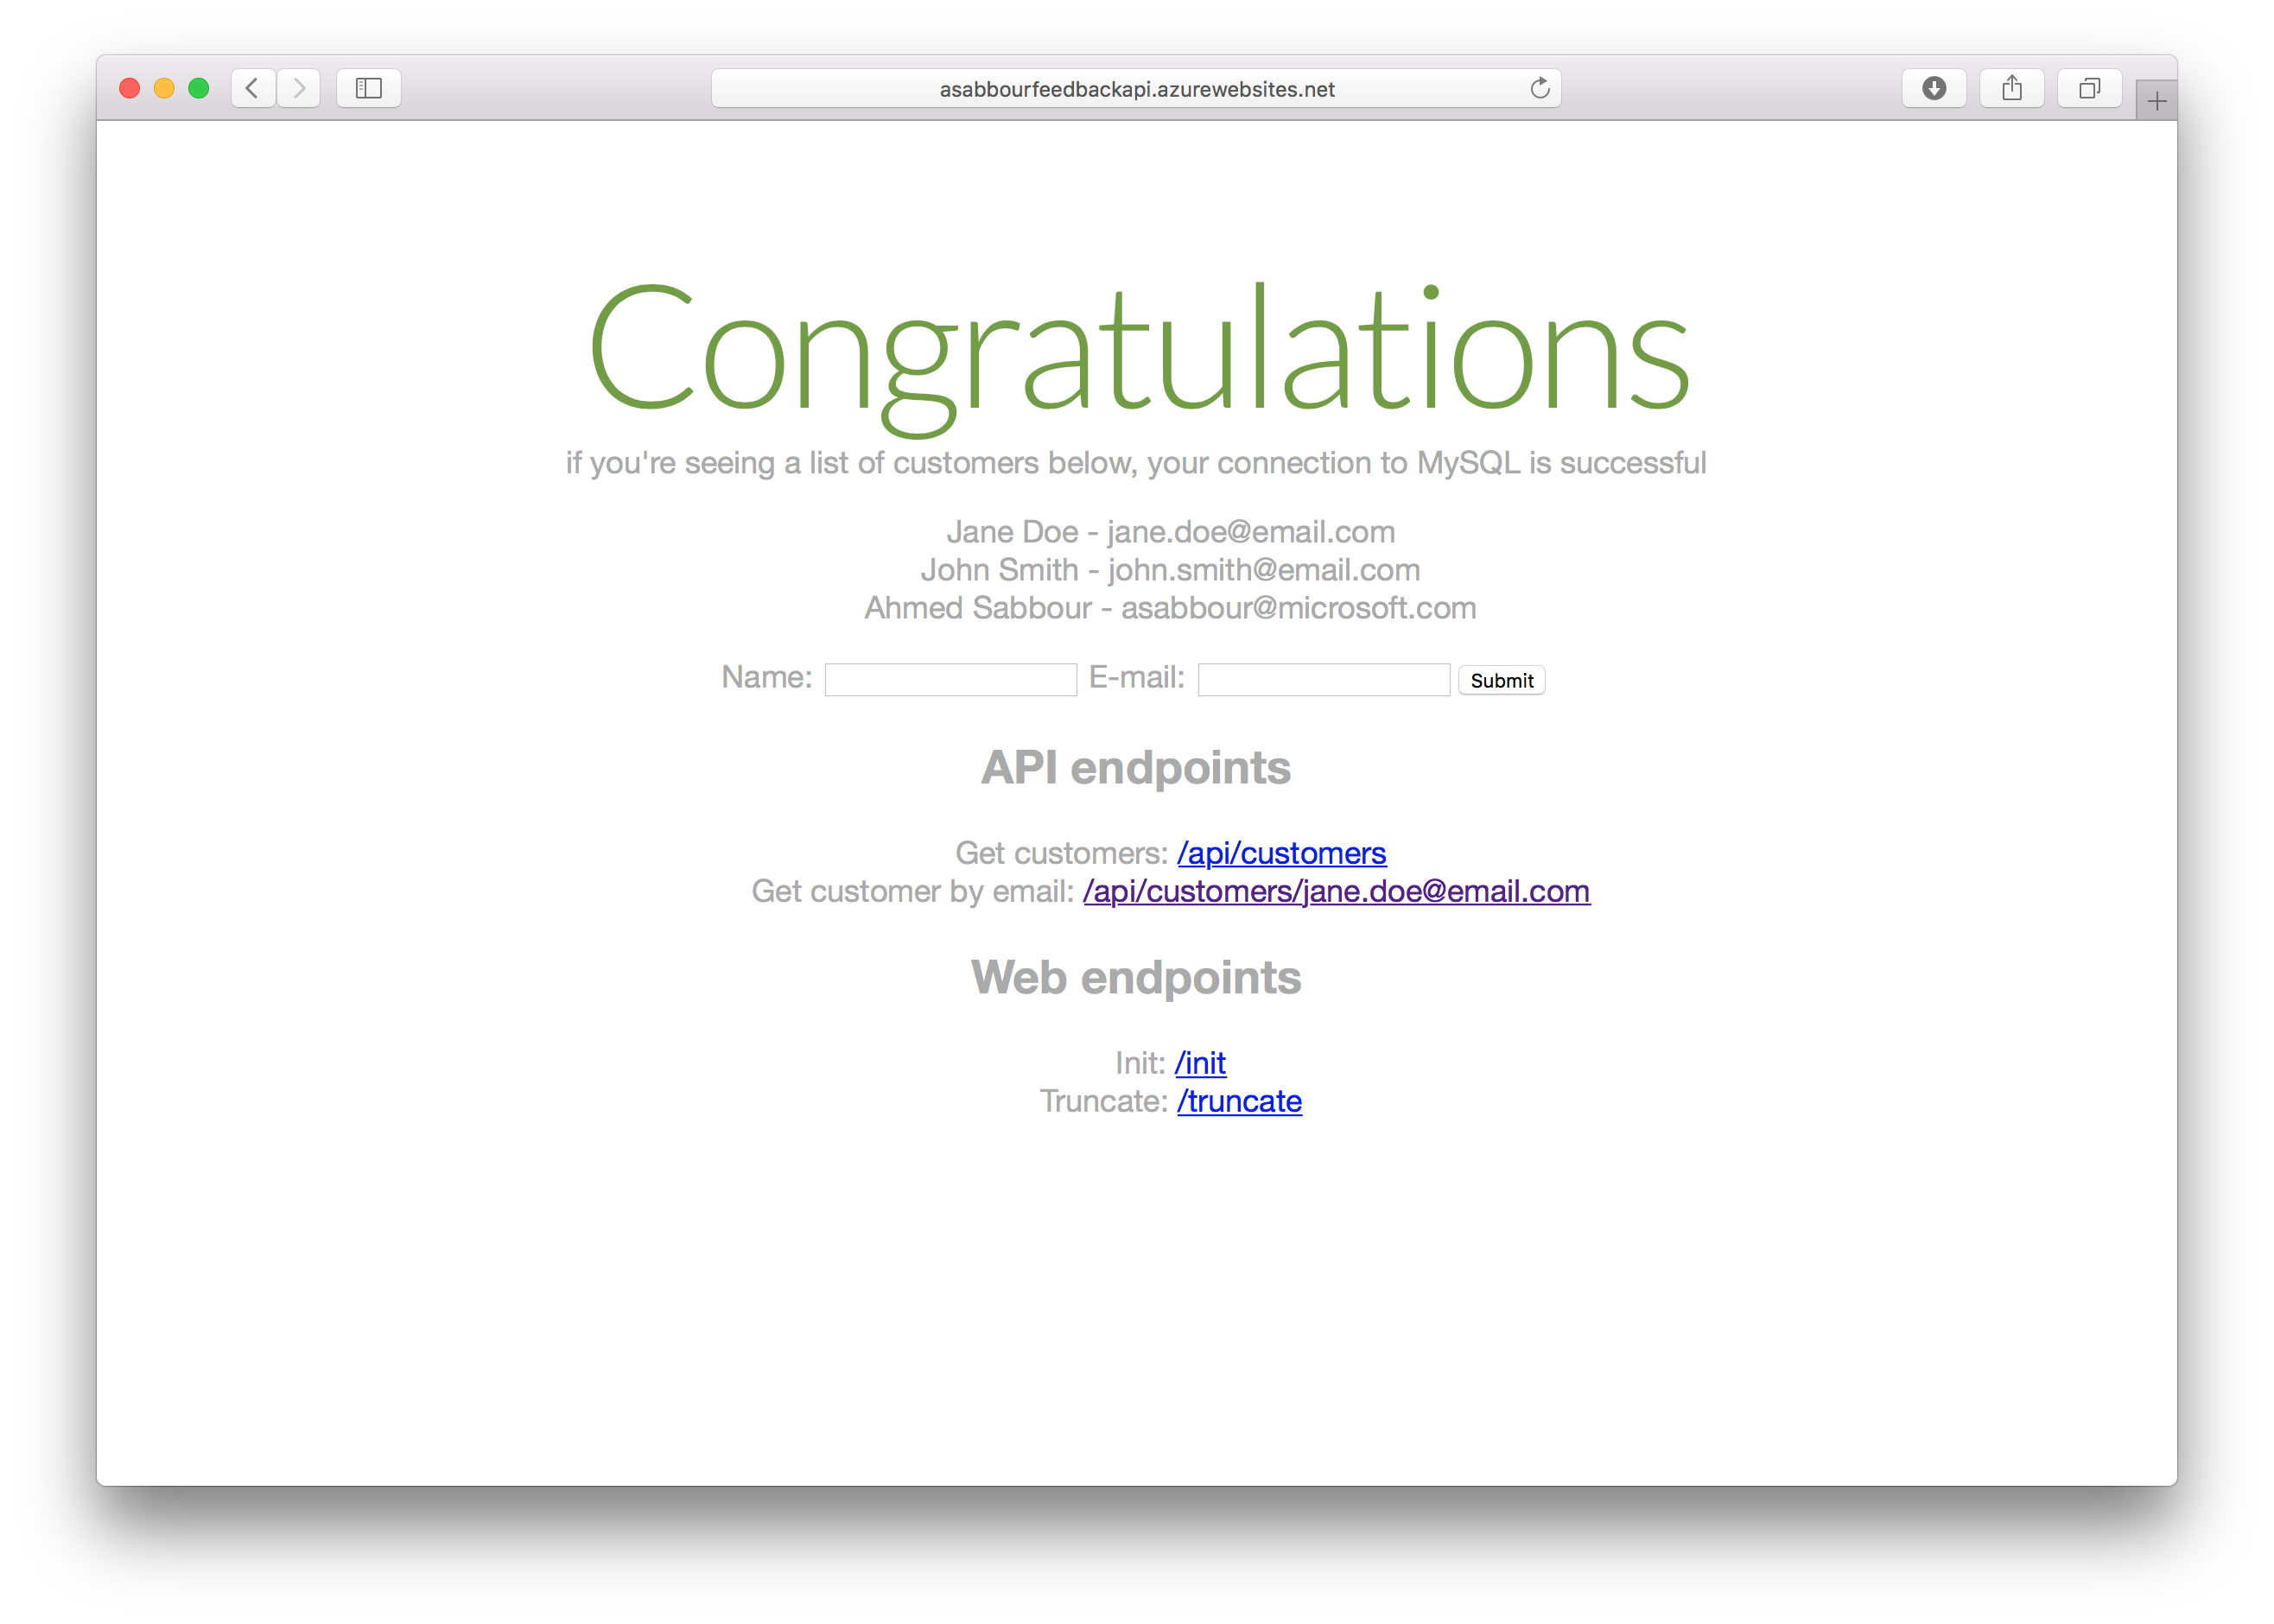 asabbourfeedbackapi.azurewebsites.net
Congratulations
if you're seeing a list of customers below, your connection to MySQL is successful
Jane Doe - jane.doe@email.com
John Smith - john.smith@email.com
Ahmed Sabbour - asabbour@microsoft.com
Name: E-mail: Submit
API endpoints
Get customers: /api/customers
Get customer by email: /api/customers/jane.doe@email.com
Web endpoints
Init: /init
Truncate: /truncate